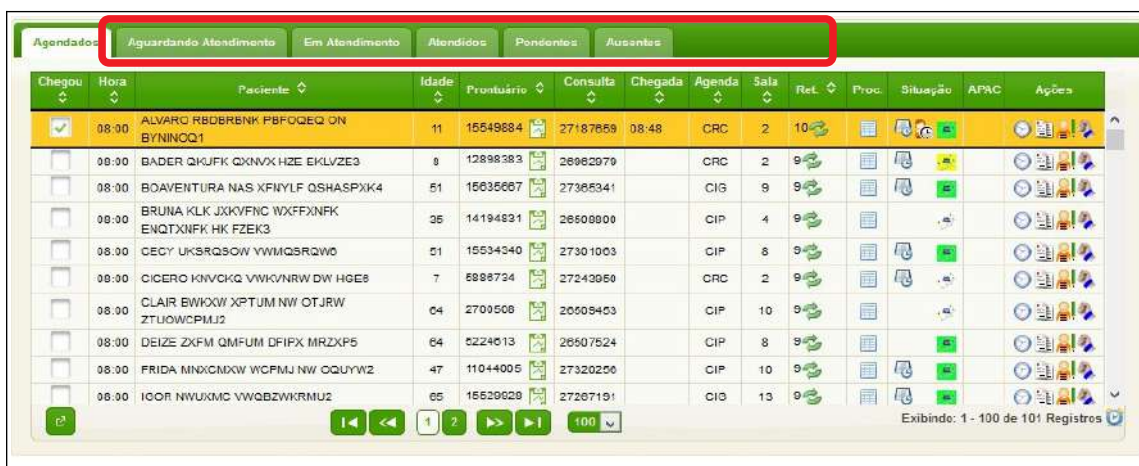 Agendados Aguardando Atendimento Em Atendimento Atendidos Pendentes Ausentes
Chegou Hora Paciente Idade Prontuário Consulta Chegada Agenda Sala Ret. Proc. Situação APAC Ações
08:00 ALVARO RBDBRBNK PBFOQEQ ON BYNINOQ1 11 15549884 27187659 08:48 CRC 2 10
08:00 BADER QKUFK QXNVX HZE EKLVZE3 8 12898383 26962979 CRC 2 9
08:00 BOAVENTURA NAS XFNYLF QSHASPXK4 51 15635667 27365341 CIG 9 9
08:00 BRUNA KLK JXKVFNC WXFFXNFK ENQTXNFK HK FZEK3 35 14194831 26508800 CIP 4 9
08:00 CECY UKSRQSOW VWMQSRQW6 51 15534340 27301063 CIP 8 9
08:00 CICERO KNVCKQ VWKVNRW DW HGE8 7 6886734 27243950 CRC 2 9
08:00 CLAIR BWKXW XPTUM NW OTJRW ZTUOWCPMJ2 64 2700508 26509453 CIP 10 9
08:00 DEIZE ZXFM QMFUM DFIPX MRZXP5 64 6224613 26507524 CIP 8 9
08:00 FRIDA MNXCMXW WCPMJ NW OQUYW2 47 11044005 27320256 CIP 10 9
08:00 IGOR NWUXMC VWQBZWKRMU2 65 15529928 27267191 CIG 13 9
1 2 100 Exibindo: 1 - 100 de 101 Registros